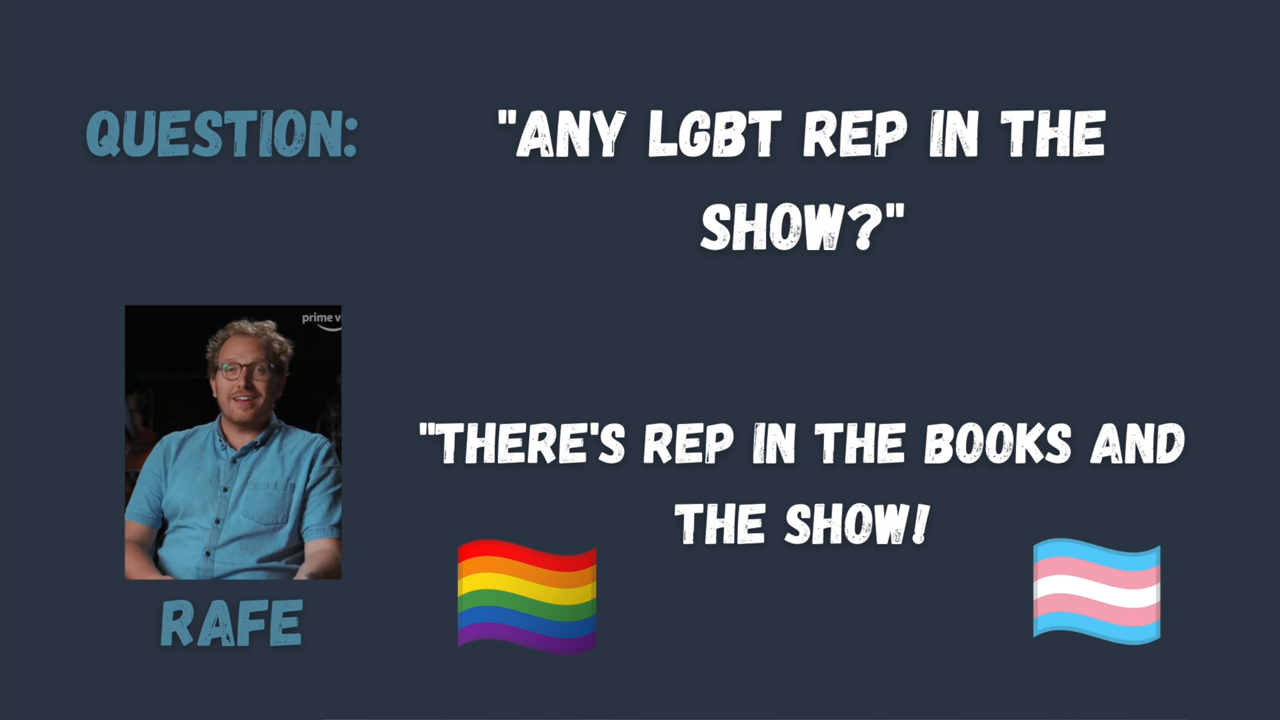 QUESTION:
"ANY LGBT REP IN THE
SHOW?"
prime v
"THERE'S REP IN THE BOOKS AND
THE SHOW!
RAFE